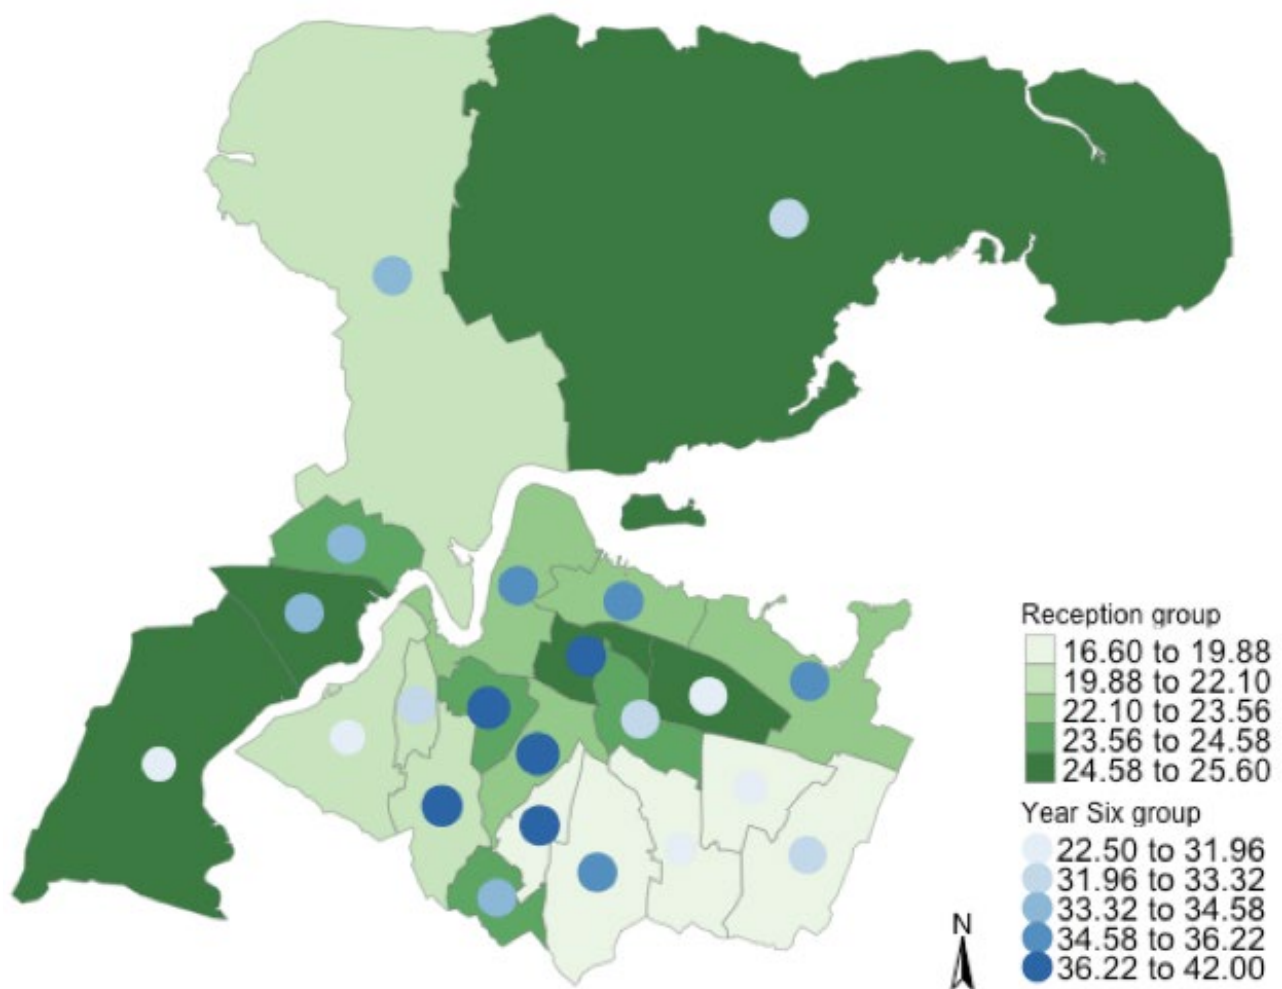 Reception group
16.60 to 19.88
19.88 to 22.10
22.10 to 23.56
23.56 to 24.58
24.58 to 25.60
Year Six group
22.50 to 31.96
31.96 to 33.32
33.32 to 34.58
34.58 to 36.22
36.22 to 42.00
N